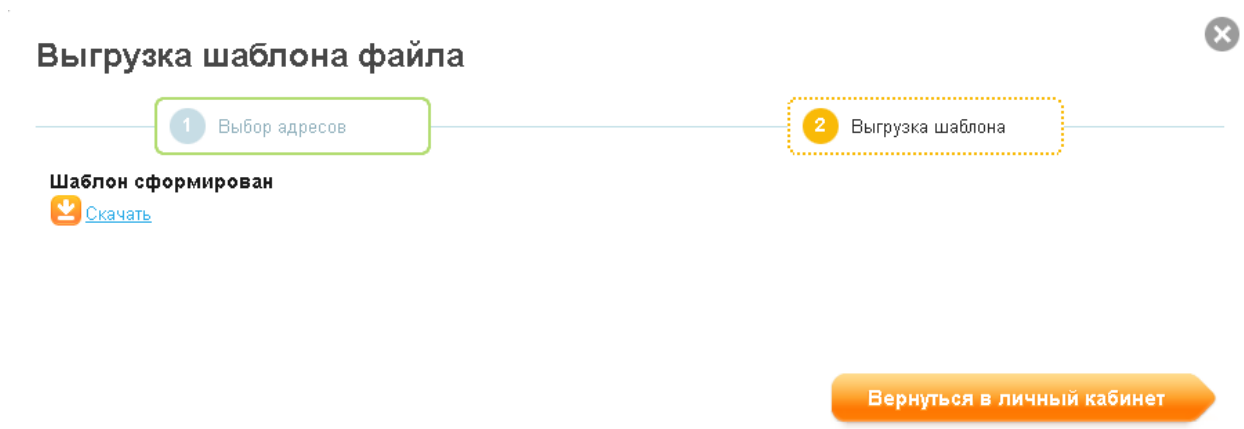 Выгрузка шаблона файла
1 Выбор адресов
2 Выгрузка шаблона
Шаблон сформирован
Скачать
Вернуться в личный кабинет